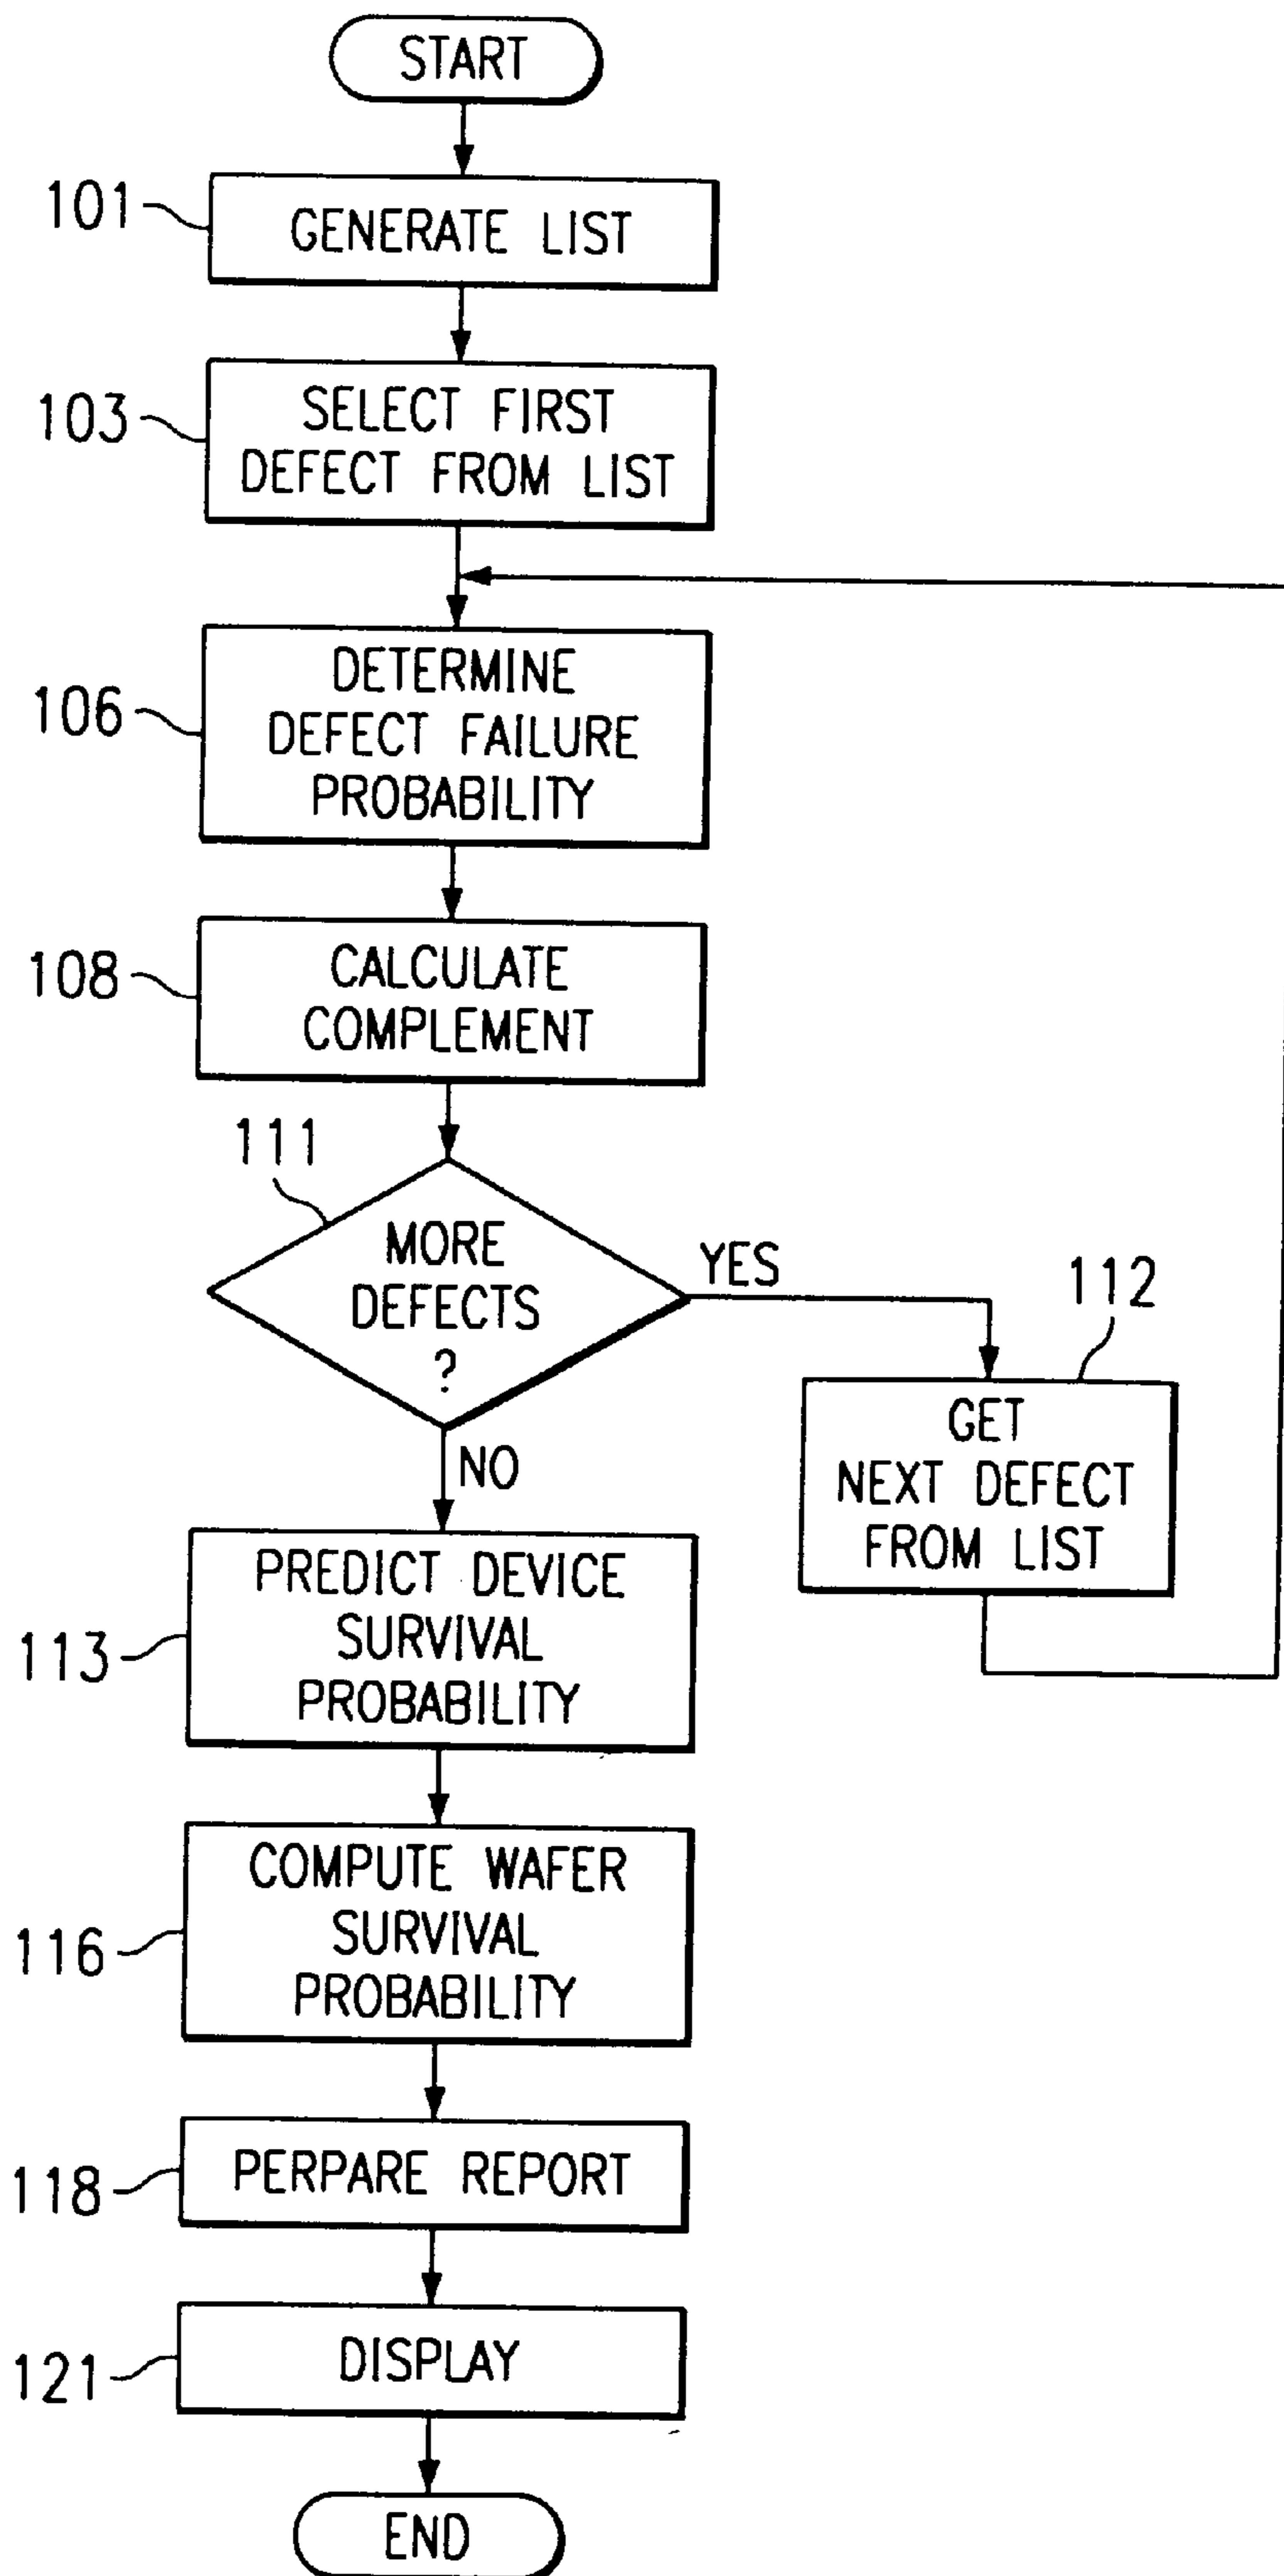 START
101
GENERATE LIST
103
SELECT FIRST
DEFECT FROM LIST
106
DETERMINE
DEFECT FAILURE
PROBABILITY
108
CALCULATE
COMPLEMENT
111
MORE
DEFECTS
?
YES
112
GET
NEXT DEFECT
FROM LIST
NO
113
PREDICT DEVICE
SURVIVAL
PROBABILITY
116
COMPUTE WAFER
SURVIVAL
PROBABILITY
118
PERPARE REPORT
121
DISPLAY
END